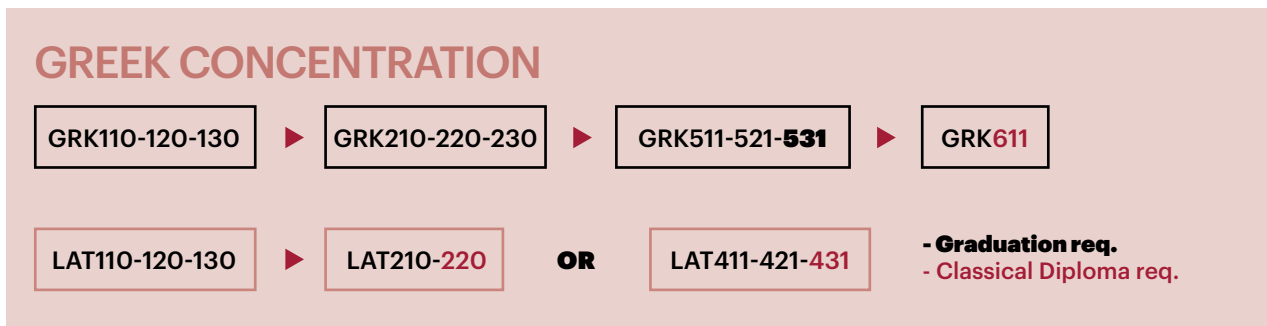 GREEK CONCENTRATION
GRK110-120-130 ▶ GRK210-220-230 ▶ GRK511-521-531 ▶ GRK611
LAT110-120-130 ▶ LAT210-220 OR LAT411-421-431
- Graduation req.
- Classical Diploma req.